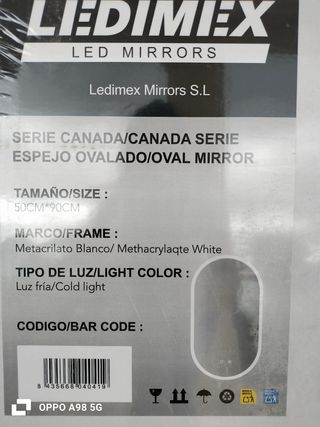 LEDIMEX
LED MIRRORS
Ledimex Mirrors S.L
SERIE CANADA/CANADA SERIE
ESPEJO OVALADO/OVAL MIRROR
TAMAÑO/SIZE :
50CM*90CM
MARCO/FRAME :
Metacrilato Blanco/ Methacrylaqte White
TIPO DE LUZ/LIGHT COLOR :
Luz fría/Cold light
CODIGO/BAR CODE :
8 435668 040419
OPPO A98 5G